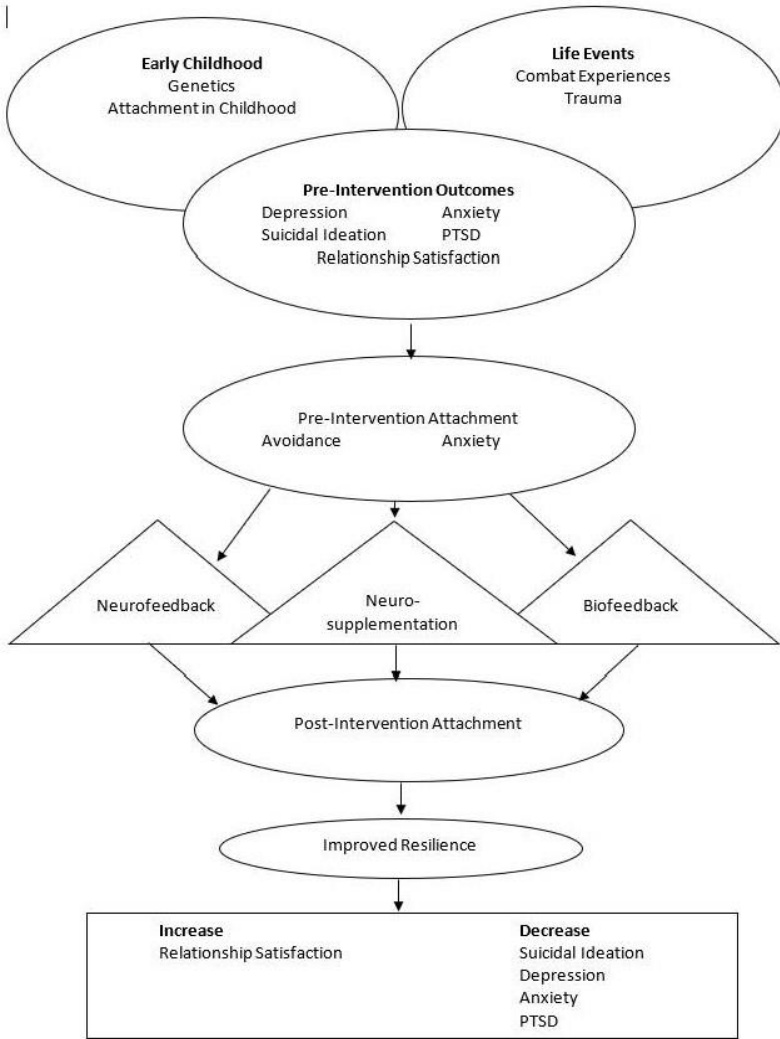 Early Childhood
Genetics
Attachment in Childhood
Life Events
Combat Experiences
Trauma
Pre-Intervention Outcomes
Depression Anxiety
Suicidal Ideation PTSD
Relationship Satisfaction
Pre-Intervention Attachment
Avoidance Anxiety
Neurofeedback
Neuro-
supplementation
Biofeedback
Post-Intervention Attachment
Improved Resilience
Increase
Relationship Satisfaction
Decrease
Suicidal Ideation
Depression
Anxiety
PTSD